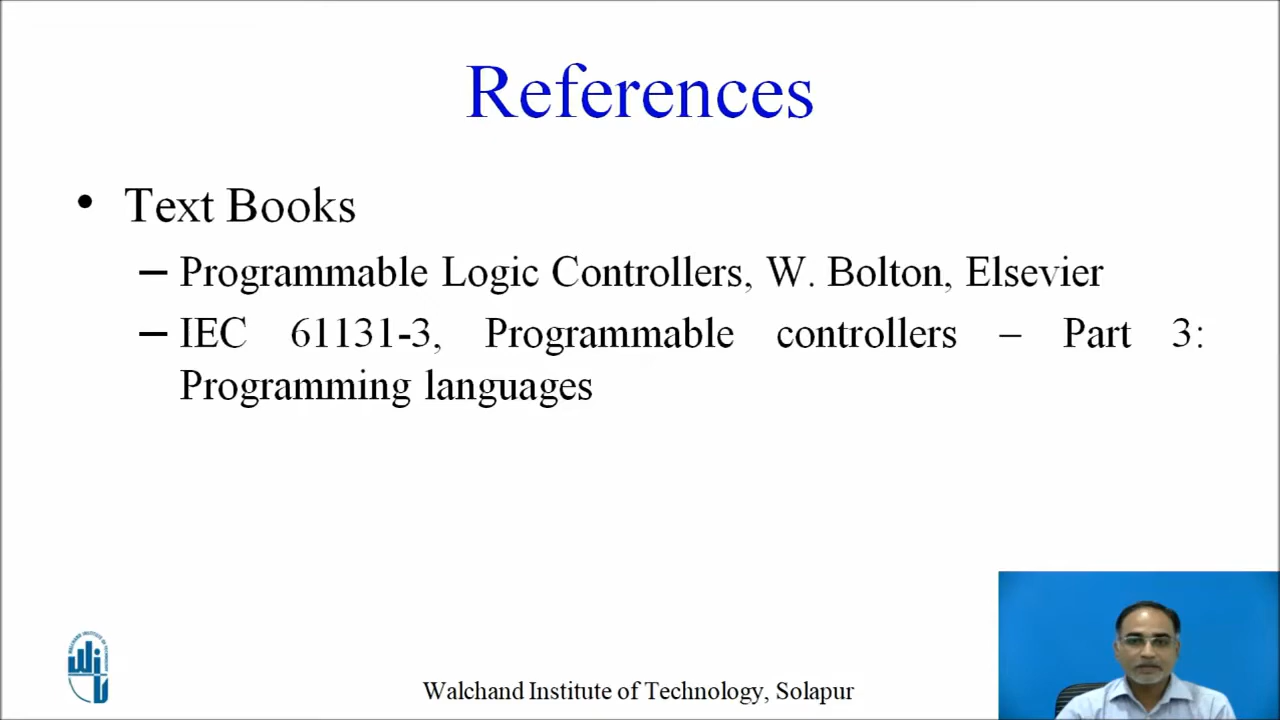 References
• Text Books
– Programmable Logic Controllers, W. Bolton, Elsevier
– IEC 61131-3, Programmable controllers – Part 3:
Programming languages
Walchand Institute of Technology, Solapur